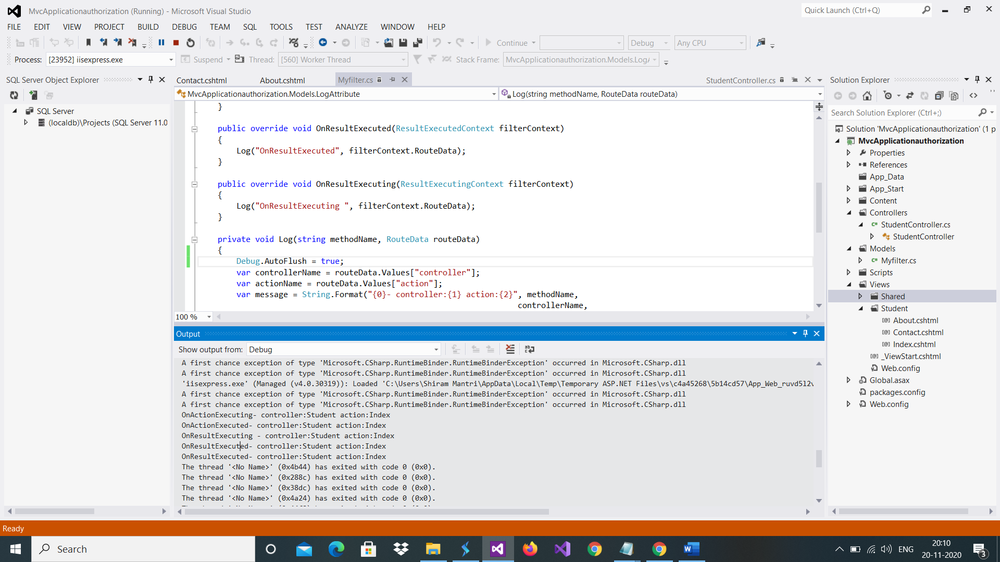 MvcApplicationauthorization (Running) - Microsoft Visual Studio
Quick Launch (Ctrl+Q)
FILE EDIT VIEW PROJECT BUILD DEBUG TEAM SQL TOOLS TEST ANALYZE WINDOW HELP
Continue Debug Any CPU
Process: [23952] iisexpress.exe Suspend Thread: [560] Worker Thread Stack Frame: MvcApplicationauthorization.Models.LogA
SQL Server Object Explorer
SQL Server
(localdb)\Projects (SQL Server 11.0
Contact.cshtml About.cshtml Myfilter.cs StudentController.cs
MvcApplicationauthorization.Models.LogAttribute Log(string methodName, RouteData routeData)
}
public override void OnResultExecuted(ResultExecutedContext filterContext)
{
Log("OnResultExecuted", filterContext.RouteData);
}
public override void OnResultExecuting(ResultExecutingContext filterContext)
{
Log("OnResultExecuting ", filterContext.RouteData);
}
private void Log(string methodName, RouteData routeData)
{
Debug.AutoFlush = true;
var controllerName = routeData.Values["controller"];
var actionName = routeData.Values["action"];
var message = String.Format("{0}- controller:{1} action:{2}", methodName,
controllerName,
100 %
Output
Show output from: Debug
A first chance exception of type 'Microsoft.CSharp.RuntimeBinder.RuntimeBinderException' occurred in Microsoft.CSharp.dll
A first chance exception of type 'Microsoft.CSharp.RuntimeBinder.RuntimeBinderException' occurred in Microsoft.CSharp.dll
'iisexpress.exe' (Managed (v4.0.30319)): Loaded 'C:\Users\Shiram Mantri\AppData\Local\Temp\Temporary ASP.NET Files\vs\c4a45268\5b14cd57\App_Web_ruvd5l2v
A first chance exception of type 'Microsoft.CSharp.RuntimeBinder.RuntimeBinderException' occurred in Microsoft.CSharp.dll
A first chance exception of type 'Microsoft.CSharp.RuntimeBinder.RuntimeBinderException' occurred in Microsoft.CSharp.dll
OnActionExecuting- controller:Student action:Index
OnActionExecuted- controller:Student action:Index
OnResultExecuting - controller:Student action:Index
OnResultExecuted- controller:Student action:Index
OnResultExecuted- controller:Student action:Index
The thread '<No Name>' (0x4b44) has exited with code 0 (0x0).
The thread '<No Name>' (0x288c) has exited with code 0 (0x0).
The thread '<No Name>' (0x38dc) has exited with code 0 (0x0).
The thread '<No Name>' (0x4a24) has exited with code 0 (0x0).
Solution Explorer
Search Solution Explorer (Ctrl+;)
Solution 'MvcApplicationauthorization' (1 p
MvcApplicationauthorization
Properties
References
App_Data
App_Start
Content
Controllers
C# StudentController.cs
StudentController
Models
C# Myfilter.cs
Scripts
Views
Shared
Student
[@] About.cshtml
[@] Contact.cshtml
[@] Index.cshtml
[@] _ViewStart.cshtml
Web.config
Global.asax
packages.config
Web.config
Ready
Search
ENG
20:10
20-11-2020
3